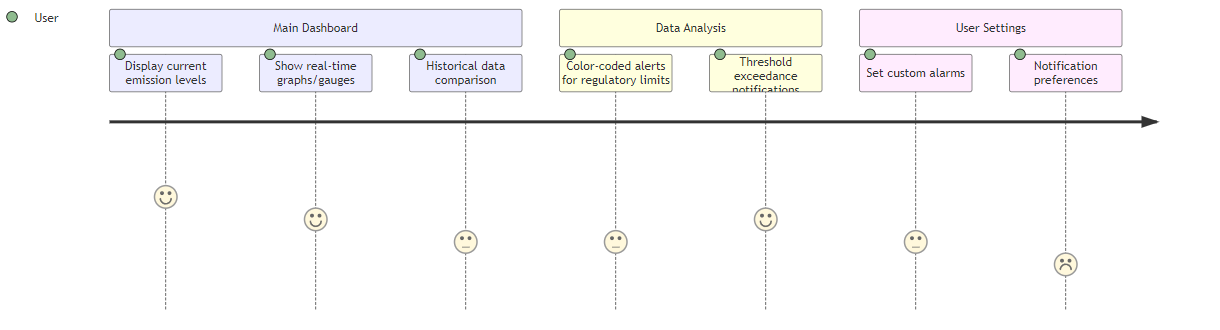 User
Main Dashboard
Data Analysis
User Settings
Display current
emission levels
Show real-time
graphs/gauges
Historical data
comparison
Color-coded alerts
for regulatory limits
Threshold
exceedance
notifications
Set custom alarms
Notification
preferences